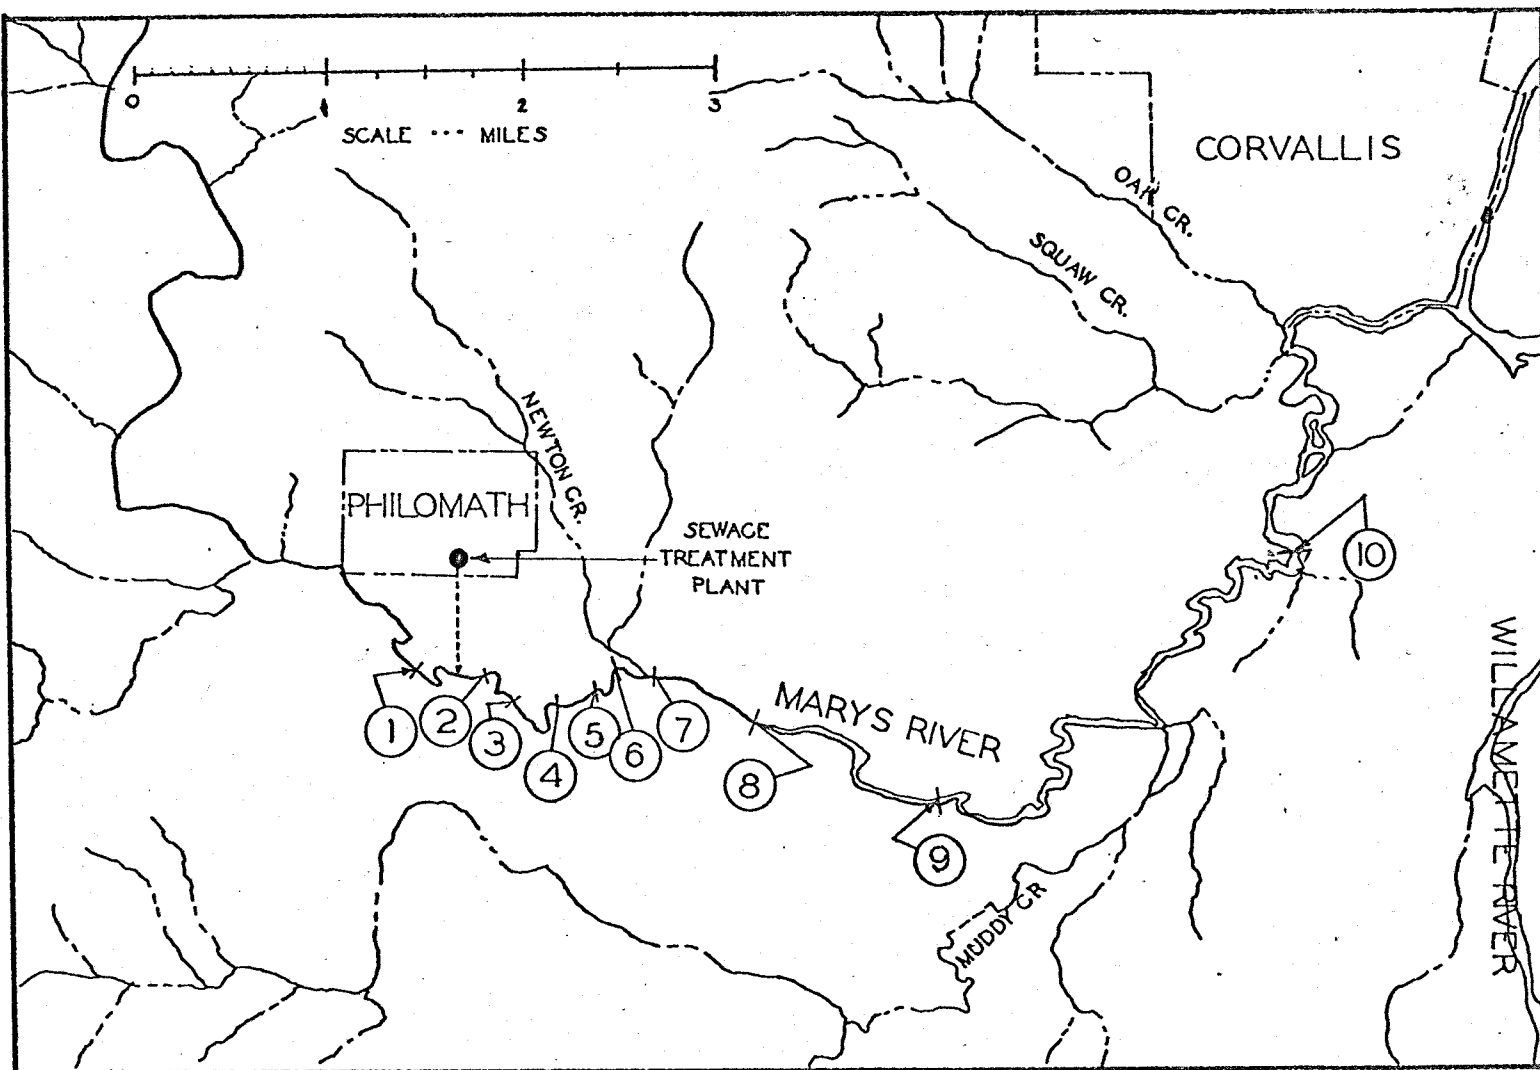 0 1 2 3
SCALE --- MILES
CORVALLIS
OAK CR.
SQUAW CR.
NEWTON CR.
PHILOMATH
SEWAGE
TREATMENT
PLANT
10
1
2
3
4
5
6
7
8
9
MARYS RIVER
MUDDY CR
WILLAMETTE RIVER